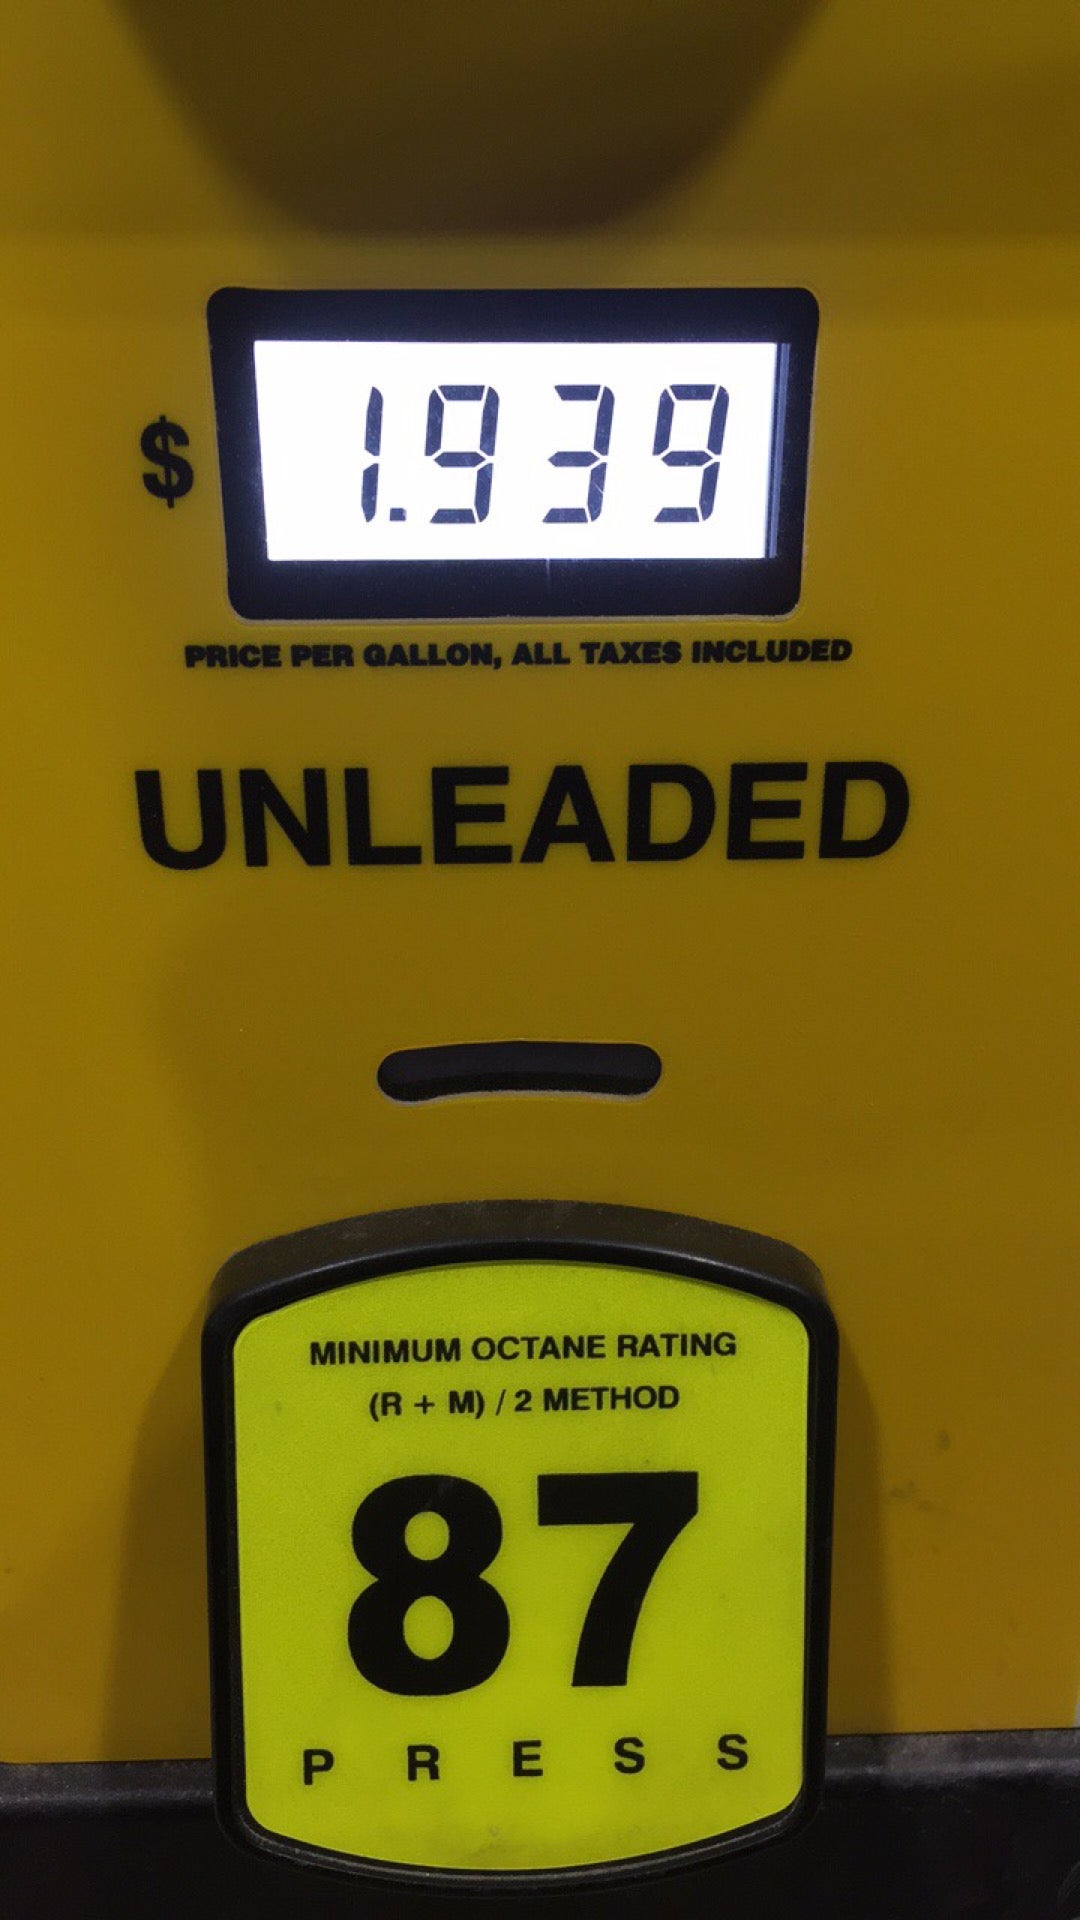 $ 1.939
PRICE PER GALLON, ALL TAXES INCLUDED
UNLEADED
MINIMUM OCTANE RATING
(R + M) / 2 METHOD
87
PRESS